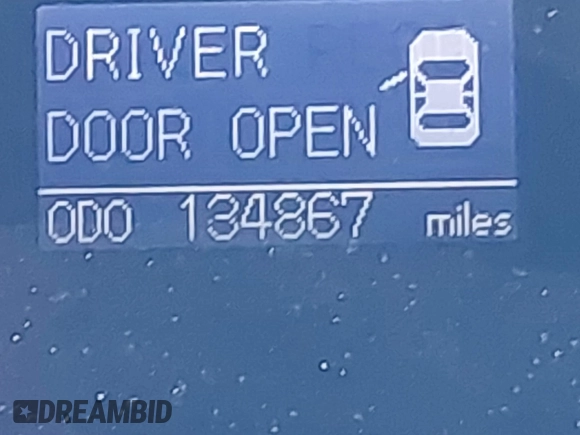 DRIVER
DOOR OPEN
ODO 134867 miles
DREAMBID